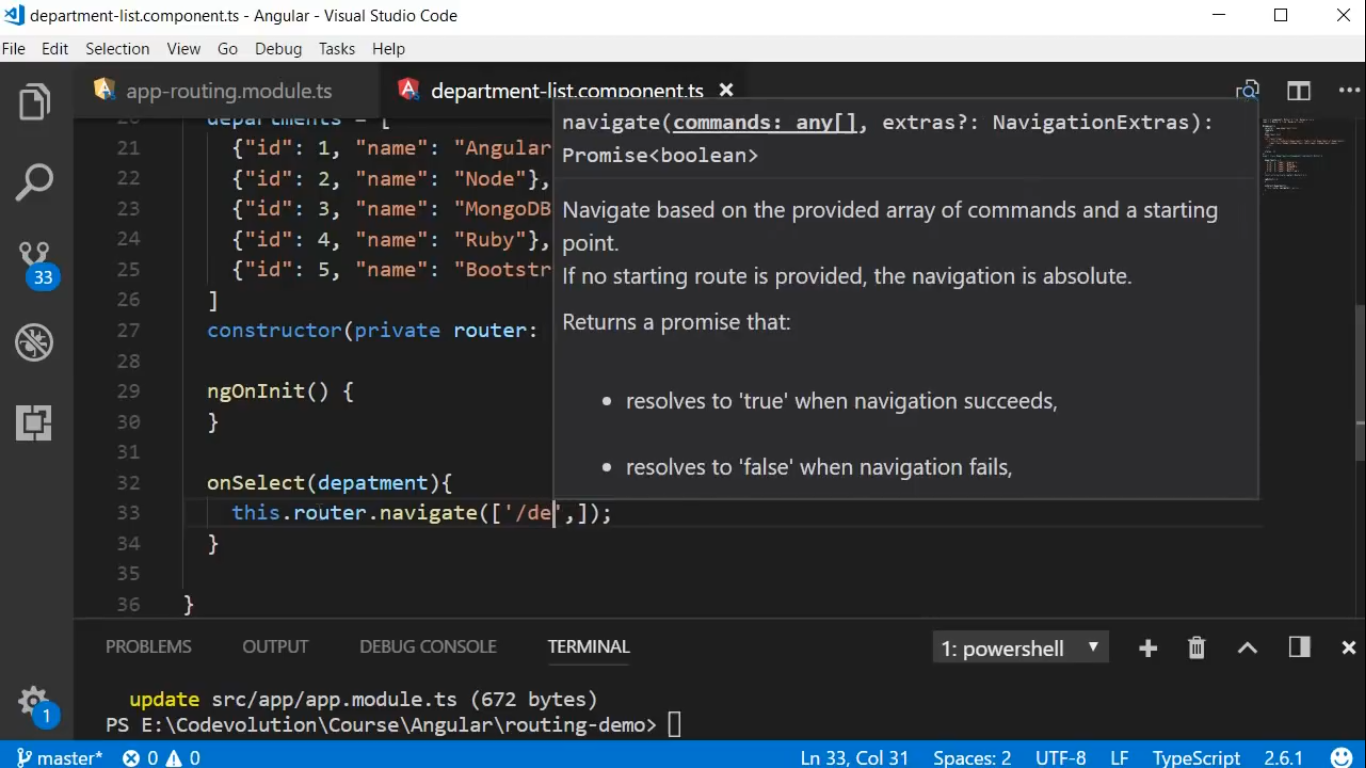 department-list.component.ts - Angular - Visual Studio Code
File Edit Selection View Go Debug Tasks Help
app-routing.module.ts department-list.component.ts
20 departments = [
21 {"id": 1, "name": "Angular
22 {"id": 2, "name": "Node"},
23 {"id": 3, "name": "MongoDB
24 {"id": 4, "name": "Ruby"},
25 {"id": 5, "name": "Bootstr
26 ]
27 constructor(private router:
28
29 ngOnInit() {
30 }
31
32 onSelect(depatment){
33 this.router.navigate(['/de',]);
34 }
35
36 }
navigate(commands: any[], extras?: NavigationExtras):
Promise<boolean>
Navigate based on the provided array of commands and a starting
point.
If no starting route is provided, the navigation is absolute.
Returns a promise that:
• resolves to 'true' when navigation succeeds,
• resolves to 'false' when navigation fails,
33
1
PROBLEMS OUTPUT DEBUG CONSOLE TERMINAL 1: powershell
update src/app/app.module.ts (672 bytes)
PS E:\Codevolution\Course\Angular\routing-demo>
master* 0 0 Ln 33, Col 31 Spaces: 2 UTF-8 LF TypeScript 2.6.1